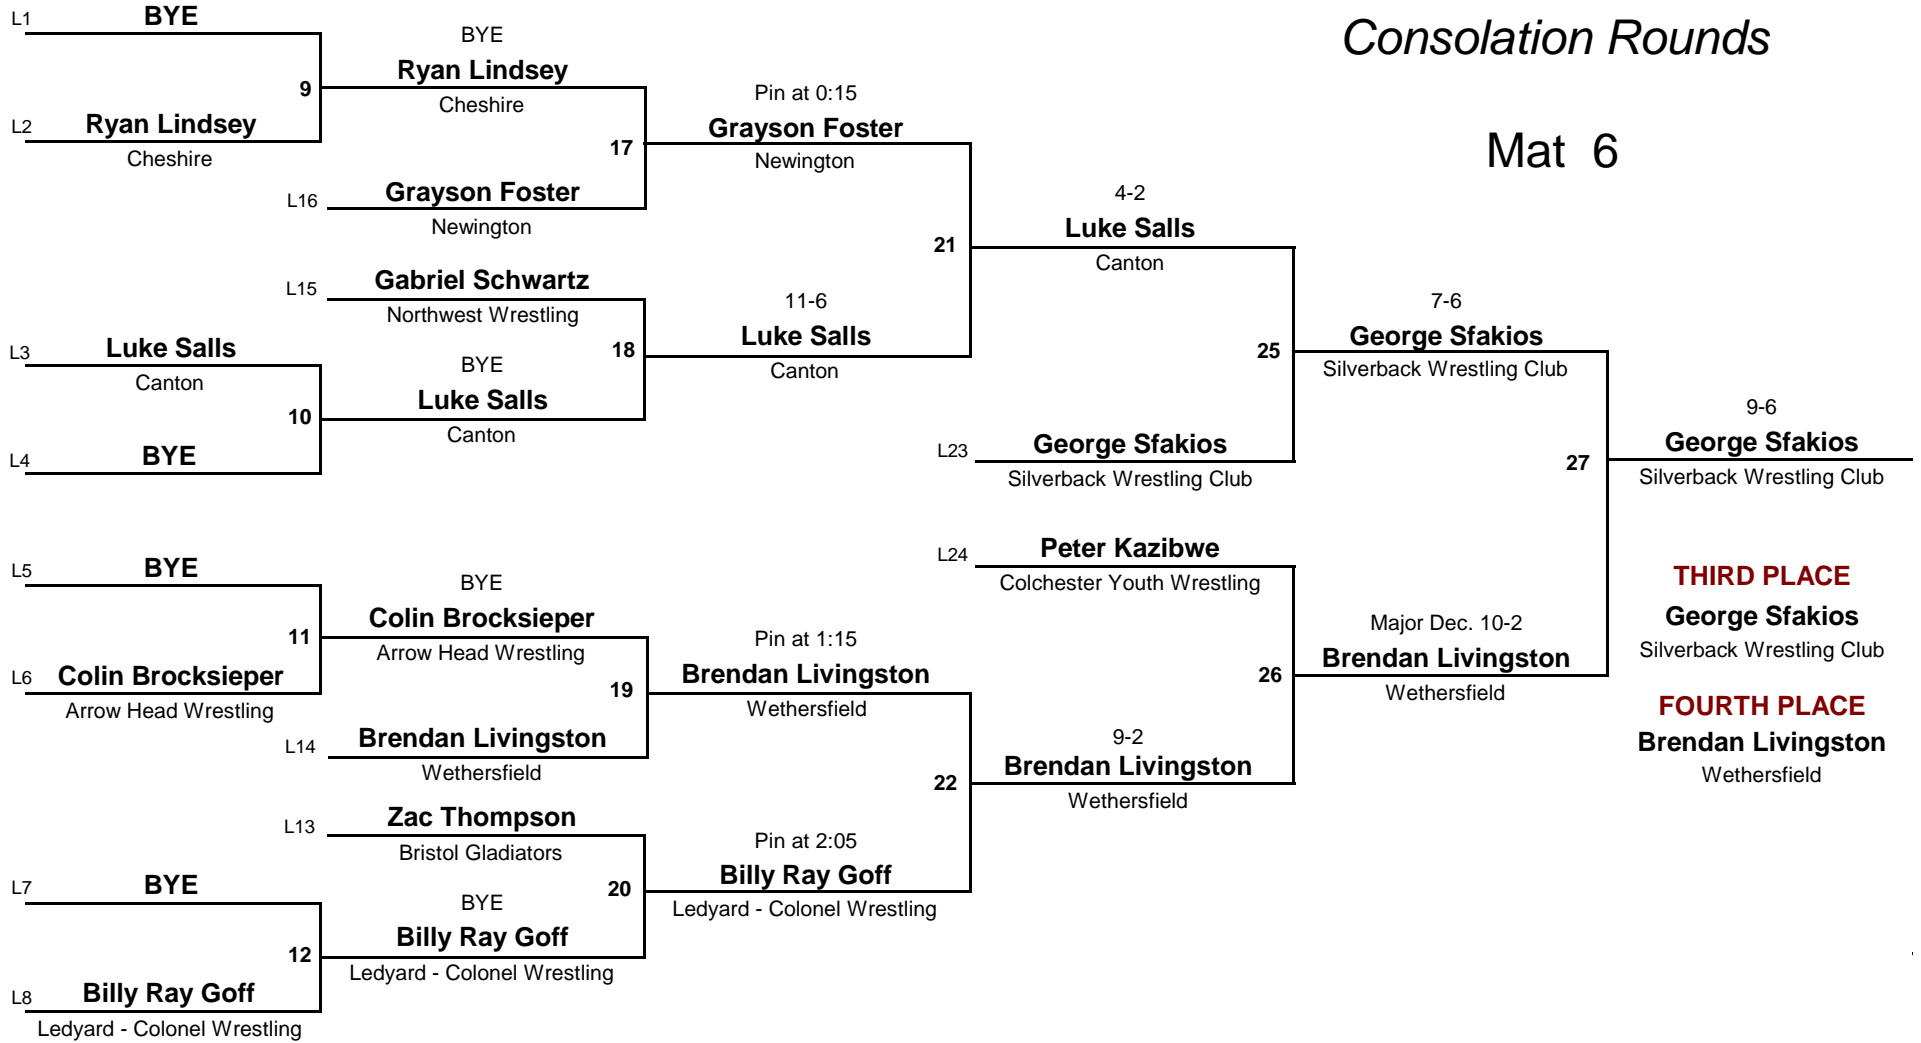 Consolation Rounds
Mat 6
L1 BYE
9
L2 Ryan Lindsey
Cheshire
BYE
Ryan Lindsey
Cheshire
17
L16 Grayson Foster
Newington
Pin at 0:15
Grayson Foster
Newington
21
L15 Gabriel Schwartz
Northwest Wrestling
18
L3 Luke Salls
Canton
10
L4 BYE
BYE
Luke Salls
Canton
11-6
Luke Salls
Canton
4-2
Luke Salls
Canton
25
L23 George Sfakios
Silverback Wrestling Club
7-6
George Sfakios
Silverback Wrestling Club
27
9-6
George Sfakios
Silverback Wrestling Club
L5 BYE
11
L6 Colin Brocksieper
Arrow Head Wrestling
BYE
Colin Brocksieper
Arrow Head Wrestling
19
L14 Brendan Livingston
Wethersfield
Pin at 1:15
Brendan Livingston
Wethersfield
22
L13 Zac Thompson
Bristol Gladiators
20
L7 BYE
12
L8 Billy Ray Goff
Ledyard - Colonel Wrestling
BYE
Billy Ray Goff
Ledyard - Colonel Wrestling
Pin at 2:05
Billy Ray Goff
Ledyard - Colonel Wrestling
L24 Peter Kazibwe
Colchester Youth Wrestling
26
9-2
Brendan Livingston
Wethersfield
Major Dec. 10-2
Brendan Livingston
Wethersfield
THIRD PLACE
George Sfakios
Silverback Wrestling Club
FOURTH PLACE
Brendan Livingston
Wethersfield